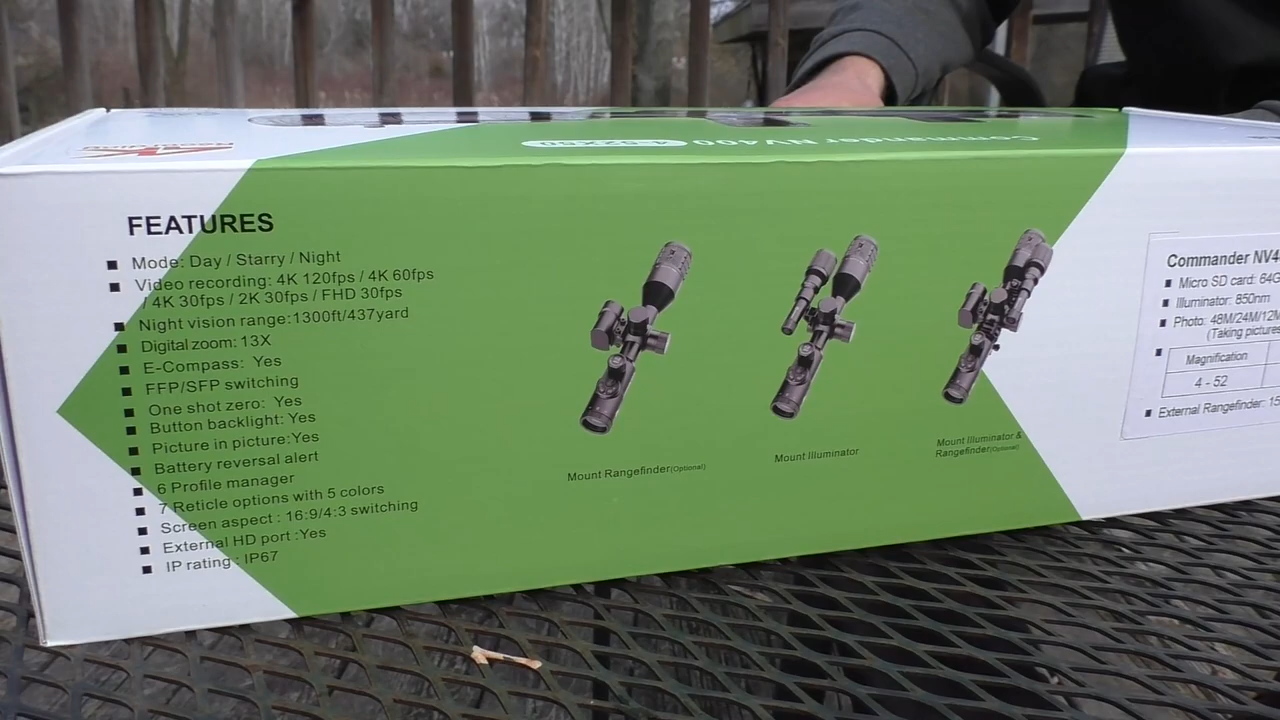 Commander NV400 4-52X60
FEATURES
■ Mode: Day / Starry / Night
■ Video recording: 4K 120fps / 4K 60fps
/ 4K 30fps / 2K 30fps / FHD 30fps
■ Night vision range:1300ft/437yard
■ Digital zoom: 13X
■ E-Compass: Yes
■ FFP/SFP switching
■ One shot zero: Yes
■ Button backlight: Yes
■ Picture in picture:Yes
■ Battery reversal alert
■ 6 Profile manager
■ 7 Reticle options with 5 colors
■ Screen aspect : 16:9/4:3 switching
■ External HD port :Yes
■ IP rating : IP67
Mount Rangefinder(Optional)
Mount Illuminator
Mount Illuminator &
Rangefinder(Optional)
Commander NV4
■ Micro SD card: 64G
■ Illuminator: 850nm
■ Photo: 48M/24M/12M
(Taking pictures
■ Magnification
4 - 52
■ External Rangefinder: 15